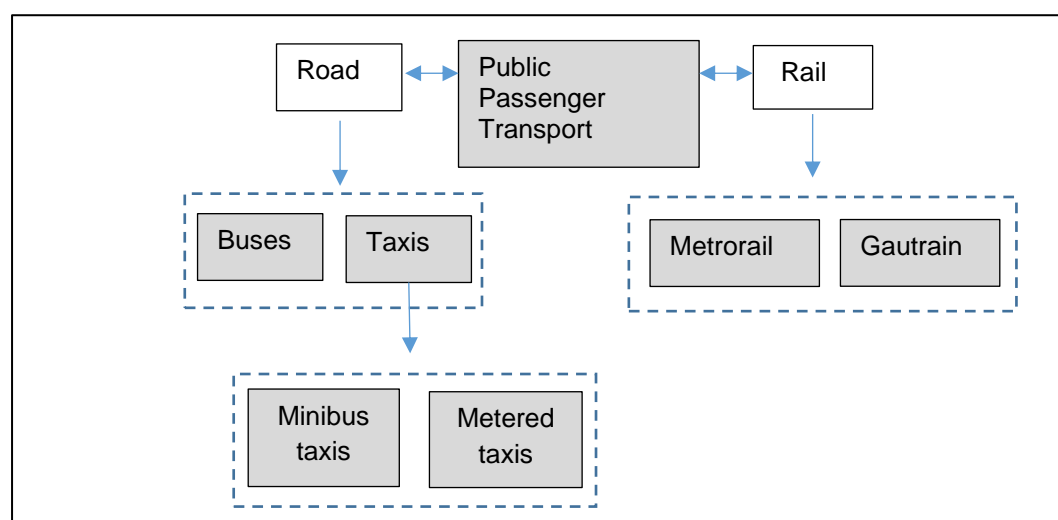 Road
Public
Passenger
Transport
Rail
Buses
Taxis
Metrorail
Gautrain
Minibus
taxis
Metered
taxis